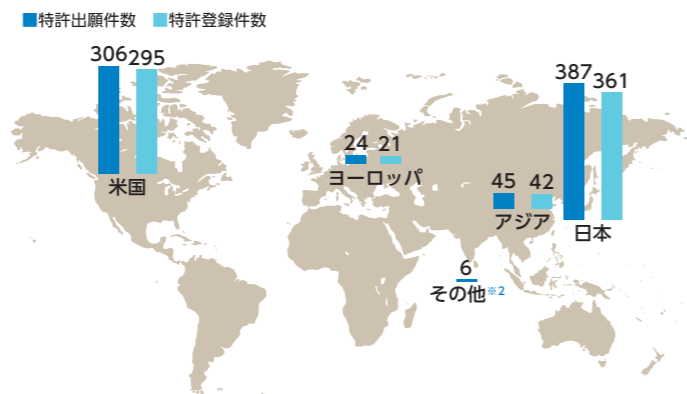 ■特許出願件数 ■特許登録件数
306 295
米国
24 21
ヨーロッパ
45 42
アジア
387 361
日本
6
その他※2